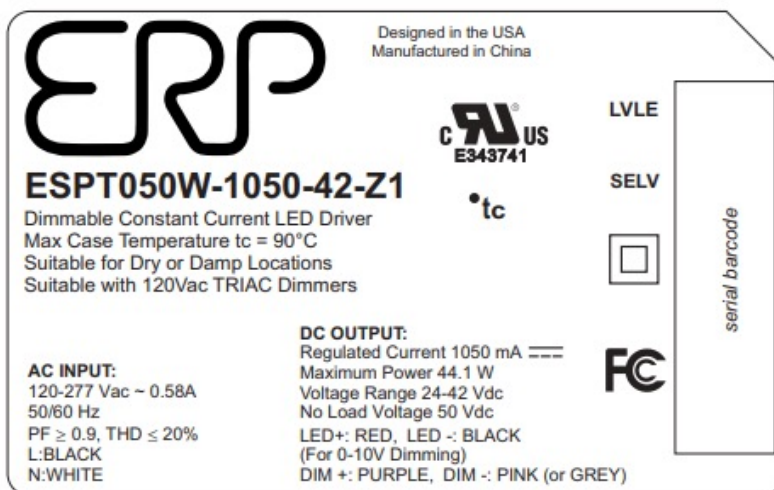 ERP
Designed in the USA
Manufactured in China
C RU® US
E343741
LVLE
ESPT050W-1050-42-Z1
SELV
•tc
Dimmable Constant Current LED Driver
Max Case Temperature tc = 90°C
Suitable for Dry or Damp Locations
Suitable with 120Vac TRIAC Dimmers
serial barcode
AC INPUT:
120-277 Vac ~ 0.58A
50/60 Hz
PF ≥ 0.9, THD ≤ 20%
L:BLACK
N:WHITE
DC OUTPUT:
Regulated Current 1050 mA ⎓
Maximum Power 44.1 W
Voltage Range 24-42 Vdc
No Load Voltage 50 Vdc
LED+: RED, LED -: BLACK
(For 0-10V Dimming)
DIM +: PURPLE, DIM -: PINK (or GREY)
FC